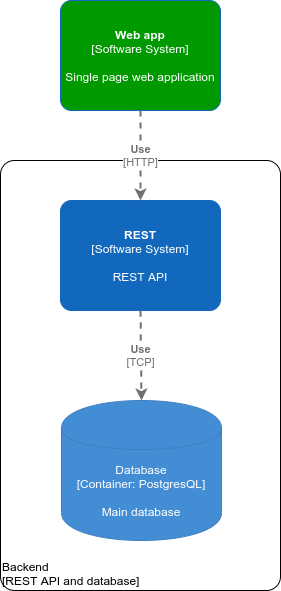 Web app
[Software System]
Single page web application
Use
[HTTP]
REST
[Software System]
REST API
Use
[TCP]
Database
[Container: PostgresQL]
Main database
Backend
[REST API and database]